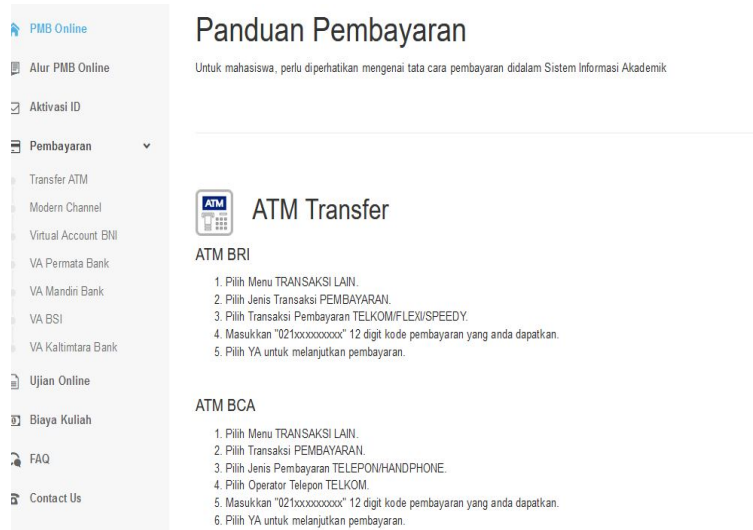 PMB Online
Alur PMB Online
Aktivasi ID
Pembayaran
Transfer ATM
Modern Channel
Virtual Account BNI
VA Permata Bank
VA Mandiri Bank
VA BSI
VA Kaltimtara Bank
Ujian Online
Biaya Kuliah
FAQ
Contact Us
Panduan Pembayaran
Untuk mahasiswa, perlu diperhatikan mengenai tata cara pembayaran didalam Sistem Informasi Akademik
ATM
ATM Transfer
ATM BRI
1. Pilih Menu TRANSAKSI LAIN.
2. Pilih Jenis Transaksi PEMBAYARAN.
3. Pilih Transaksi Pembayaran TELKOM/FLEXI/SPEEDY.
4. Masukkan "021xxxxxxxxx" 12 digit kode pembayaran yang anda dapatkan.
5. Pilih YA untuk melanjutkan pembayaran.
ATM BCA
1. Pilih Menu TRANSAKSI LAIN.
2. Pilih Transaksi PEMBAYARAN.
3. Pilih Jenis Pembayaran TELEPON/HANDPHONE.
4. Pilih Operator Telepon TELKOM.
5. Masukkan "021xxxxxxxxx" 12 digit kode pembayaran yang anda dapatkan.
6. Pilih YA untuk melanjutkan pembayaran.